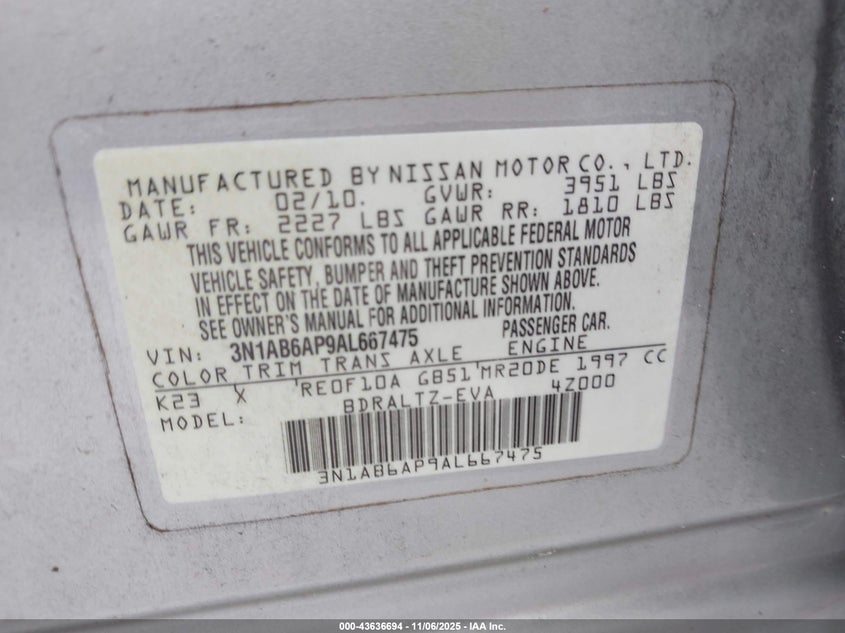 MANUFACTURED BY NISSAN MOTOR CO., LTD.
DATE: 02/10. GVWR: 3951 LBS
GAWR FR: 2227 LBS GAWR RR: 1810 LBS
THIS VEHICLE CONFORMS TO ALL APPLICABLE FEDERAL MOTOR
VEHICLE SAFETY, BUMPER AND THEFT PREVENTION STANDARDS
IN EFFECT ON THE DATE OF MANUFACTURE SHOWN ABOVE.
SEE OWNER'S MANUAL FOR ADDITIONAL INFORMATION.
VIN: 3N1AB6AP9AL667475 PASSENGER CAR.
COLOR TRIM TRANS AXLE ENGINE
K23 X 'RE0F10A GB51'MR20DE 1997 CC
MODEL: BDRALTZ-EVA 4Z000
3N1AB6AP9AL667475
000-43636694 | 11/06/2025 - IAA Inc.